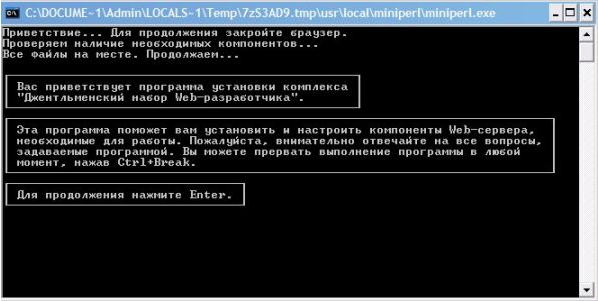 C:\DOCUME~1\Admin\LOCALS~1\Temp\7zS3AD9.tmp\usr\local\miniperl\miniperl.exe
Приветствие... Для продолжения закройте браузер.
Проверяем наличие необходимых компонентов...
Все файлы на месте. Продолжаем...
Вас приветствует программа установки комплекса
"Джентльменский набор Web-разработчика".
Эта программа поможет вам установить и настроить компоненты Web-сервера,
необходимые для работы. Пожалуйста, внимательно отвечайте на все вопросы,
задаваемые программой. Вы можете прервать выполнение программы в любой
момент, нажав Ctrl+Break.
Для продолжения нажмите Enter.